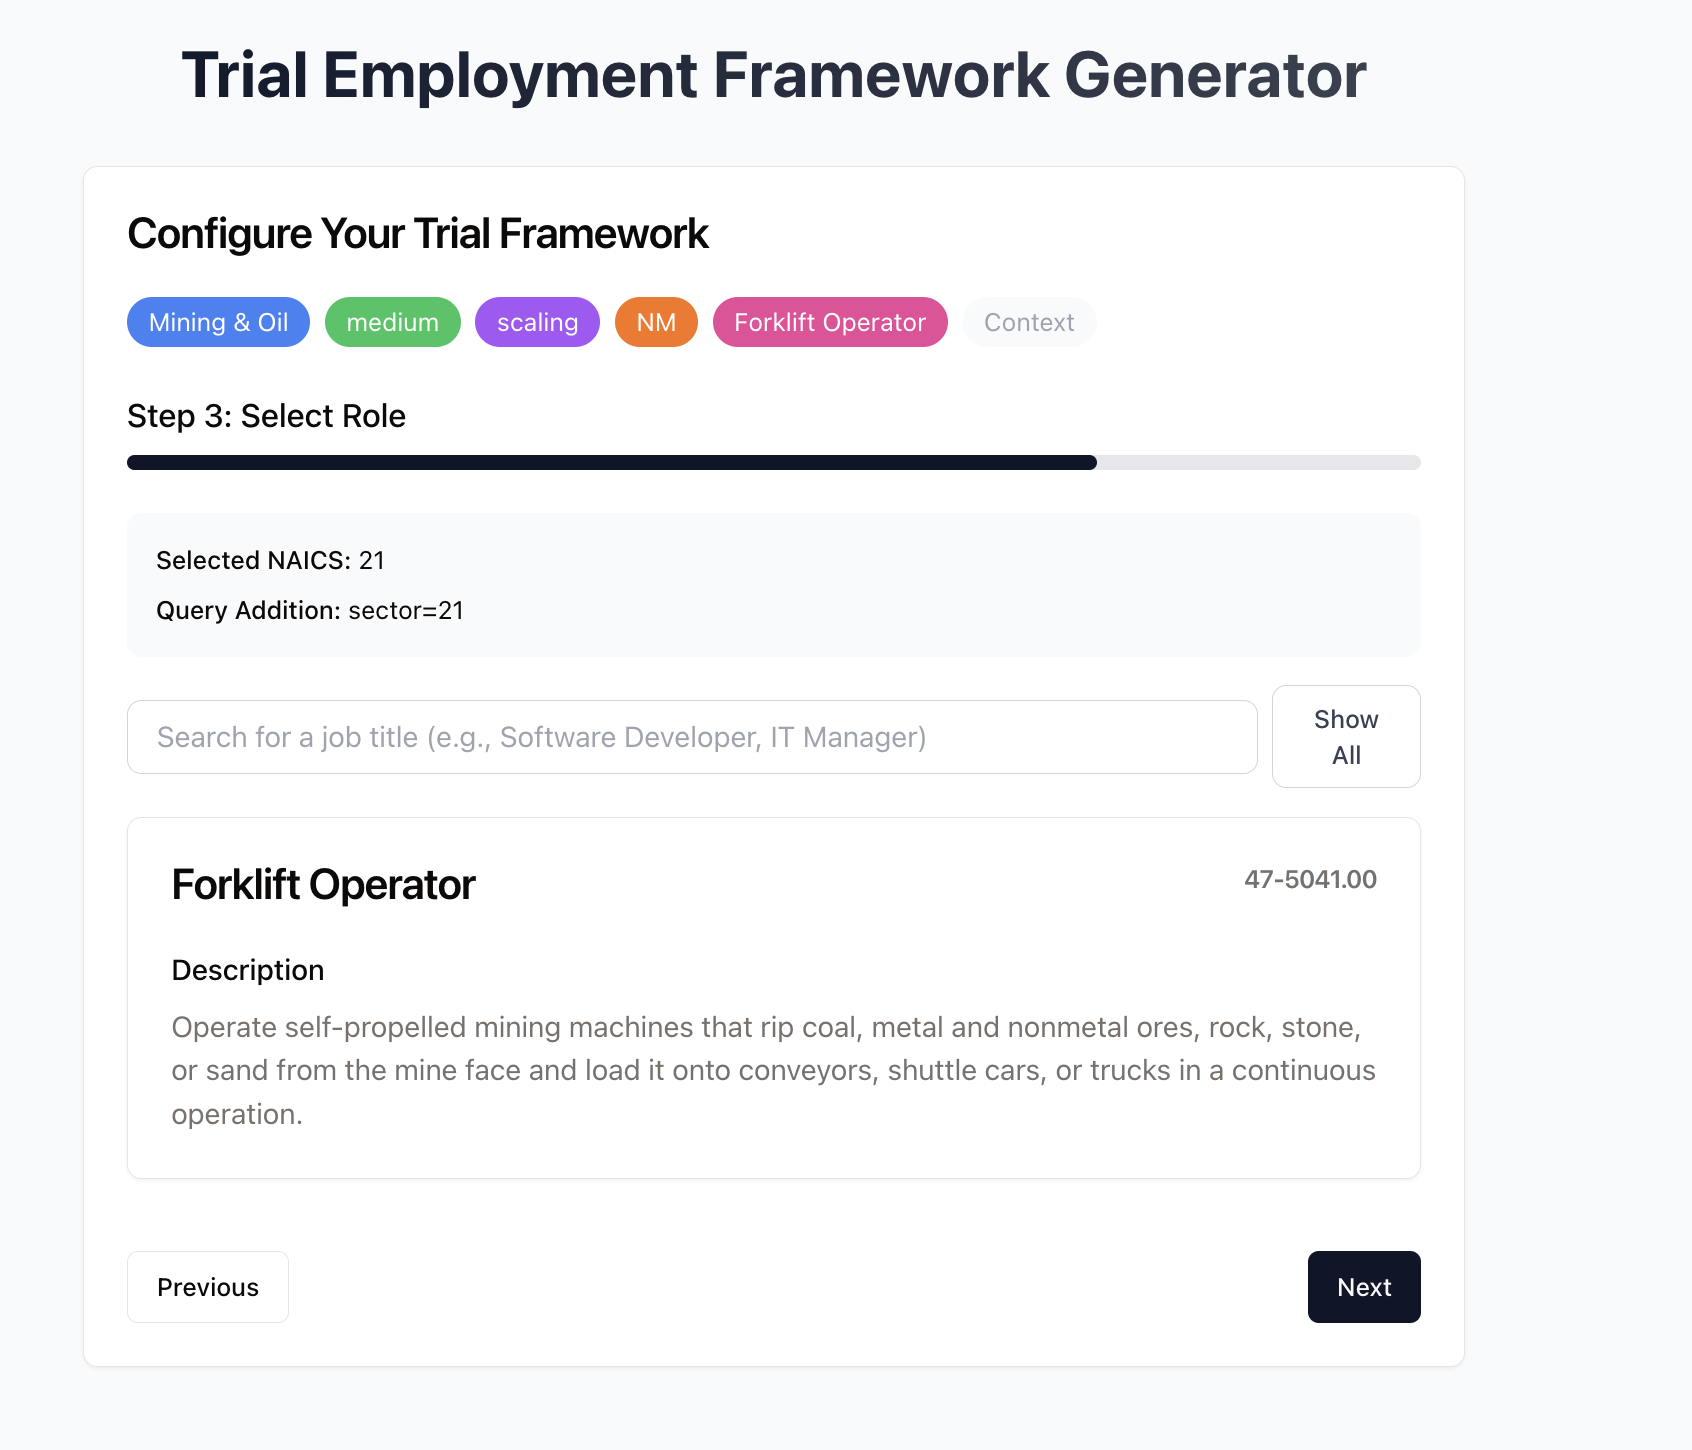 Trial Employment Framework Generator
Configure Your Trial Framework
Mining & Oil
medium
scaling
NM
Forklift Operator
Context
Step 3: Select Role
Selected NAICS: 21
Query Addition: sector=21
Search for a job title (e.g., Software Developer, IT Manager)
Show
All
Forklift Operator
47-5041.00
Description
Operate self-propelled mining machines that rip coal, metal and nonmetal ores, rock, stone,
or sand from the mine face and load it onto conveyors, shuttle cars, or trucks in a continuous
operation.
Previous
Next